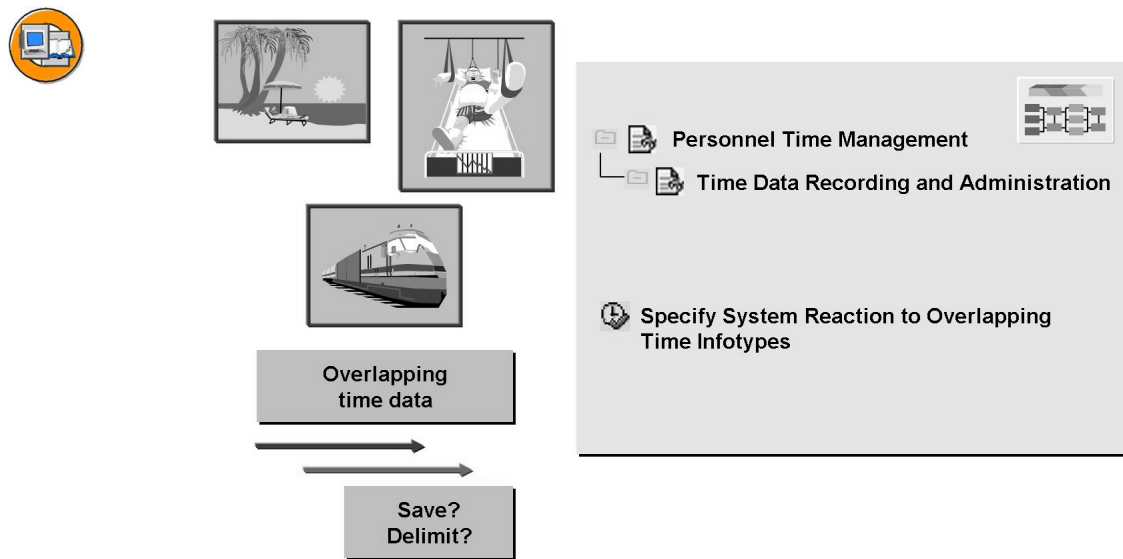 Personnel Time Management
Time Data Recording and Administration
Specify System Reaction to Overlapping
Time Infotypes
Overlapping
time data
Save?
Delimit?